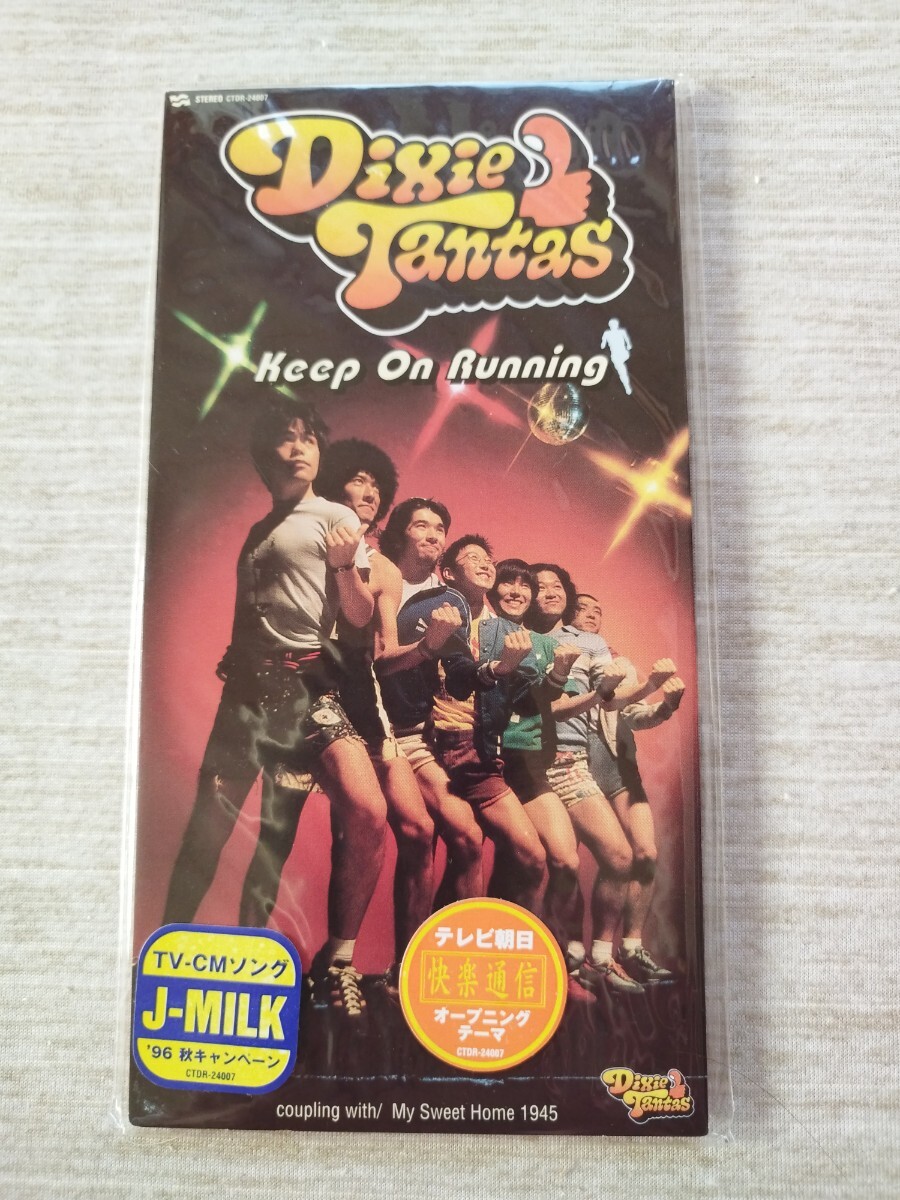 STEREO CTDR-24007
Dixie
Tantas
Keep On Running
TV-CMソング
J-MILK
'96 秋キャンペーン
CTDR-24007
テレビ朝日
快楽通信
オープニング
テーマ
CTDR-24007
Dixie
Tantas
coupling with/ My Sweet Home 1945